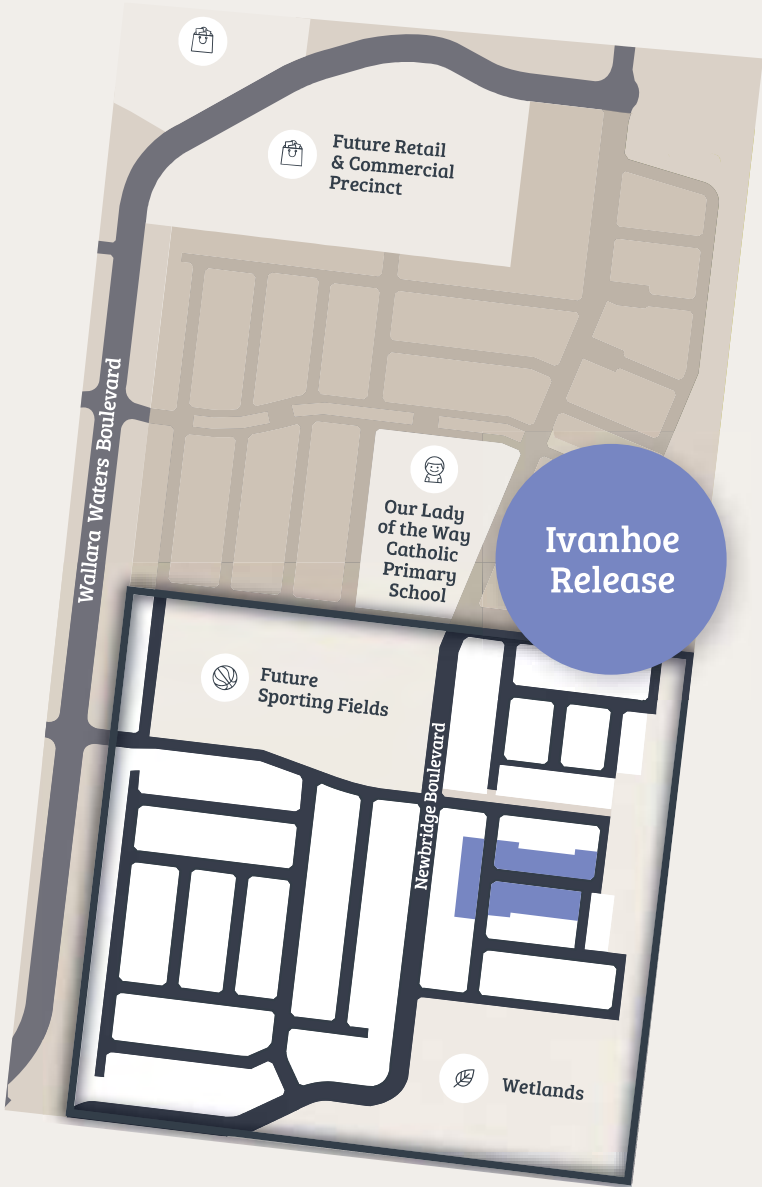 Future Retail
& Commercial
Precinct
Wallara Waters Boulevard
Our Lady
of the Way
Catholic
Primary
School
Ivanhoe
Release
Future
Sporting Fields
Newbridge Boulevard
Wetlands